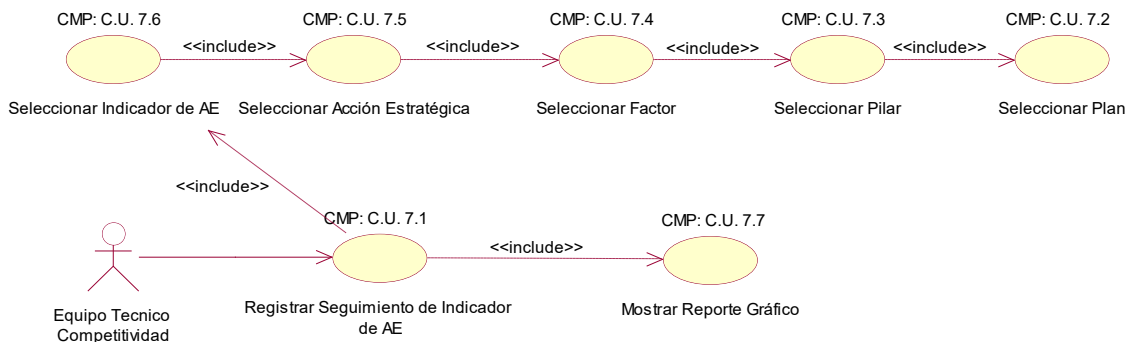 CMP: C.U. 7.6
CMP: C.U. 7.5
CMP: C.U. 7.4
CMP: C.U. 7.3
CMP: C.U. 7.2
<<include>>
<<include>>
<<include>>
<<include>>
Seleccionar Indicador de AE
Seleccionar Acción Estratégica
Seleccionar Factor
Seleccionar Pilar
Seleccionar Plan
<<include>>
CMP: C.U. 7.1
CMP: C.U. 7.7
<<include>>
Equipo Tecnico
Competitividad
Registrar Seguimiento de Indicador
de AE
Mostrar Reporte Gráfico